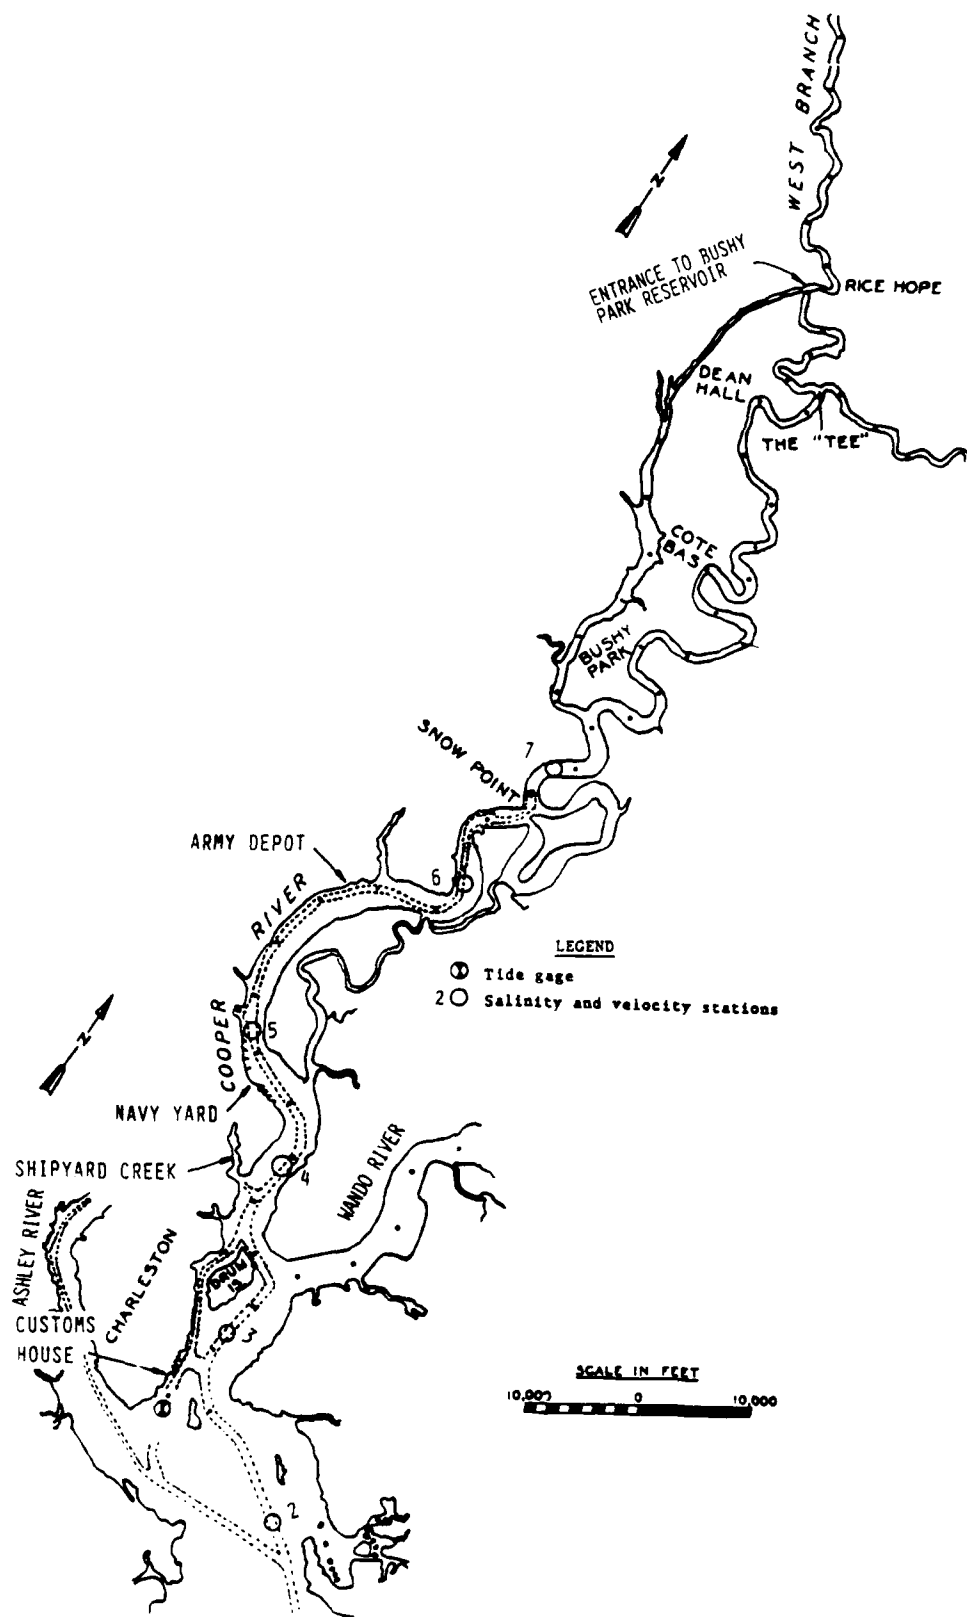 WEST BRANCH
N
ENTRANCE TO BUSHY
PARK RESERVOIR
RICE HOPE
DEAN
HALL
THE "TEE"
COTE
BAS
BUSHY
PARK
SNOW POINT
7
ARMY DEPOT
6
COOPER RIVER
LEGEND
Tide gage
2 Salinity and velocity stations
N
5
NAVY YARD
SHIPYARD CREEK
4
WANDO RIVER
ASHLEY RIVER
CHARLESTON
DRUM
IS.
CUSTOMS
HOUSE
3
SCALE IN FEET
10,000 0 10,000
2